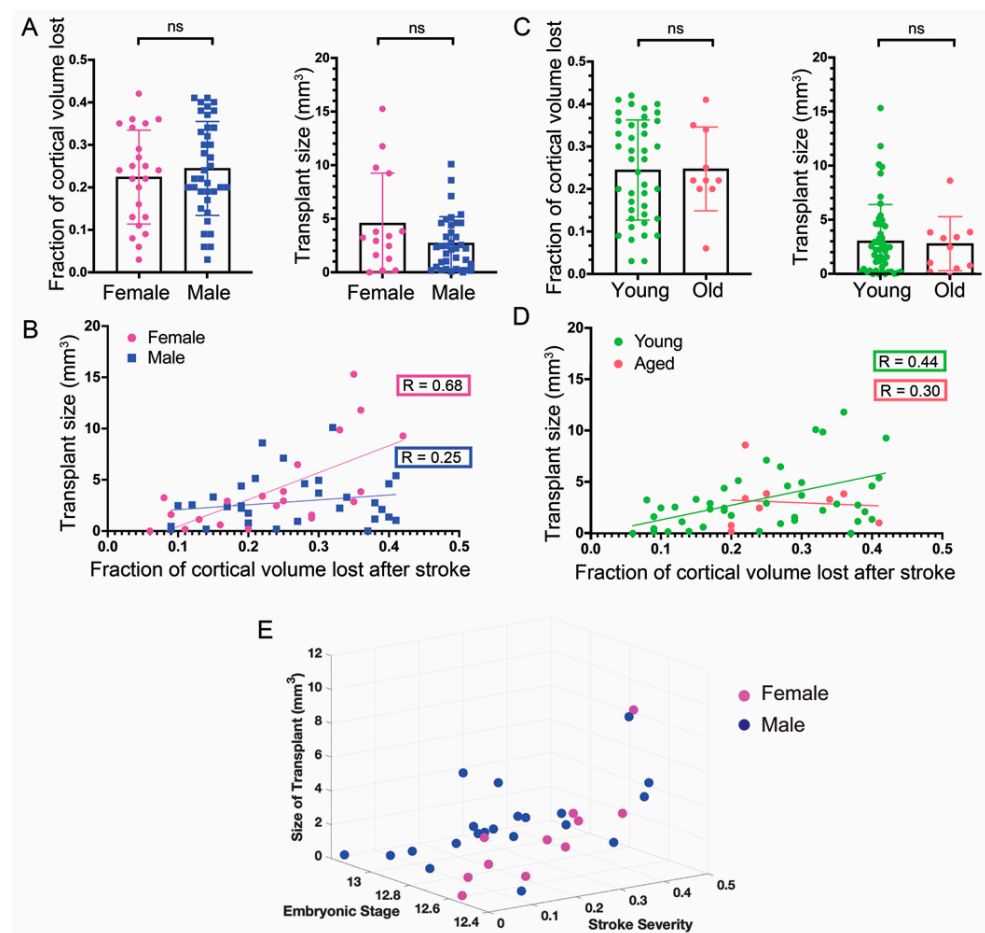 A
ns
Fraction of cortical volume lost
0.5
0.4
0.3
0.2
0.1
0.0
Female
Male
ns
Transplant size (mm³)
20
15
10
5
0
Female
Male
C
ns
Fraction of cortical volume lost
0.5
0.4
0.3
0.2
0.1
0.0
Young
Old
ns
Transplant size (mm³)
20
15
10
5
0
Young
Old
B
Transplant size (mm³)
20
15
10
5
0
Female
Male
R = 0.68
R = 0.25
0.0 0.1 0.2 0.3 0.4 0.5
Fraction of cortical volume lost after stroke
D
Transplant size (mm³)
20
15
10
5
0
Young
Aged
R = 0.44
R = 0.30
0.0 0.1 0.2 0.3 0.4 0.5
Fraction of cortical volume lost after stroke
E
Size of Transplant (mm³)
12
10
8
6
4
2
0
13
12.8
12.6
12.4
Embryonic Stage
0
0.1
0.2
0.3
0.4
0.5
Stroke Severity
Female
Male